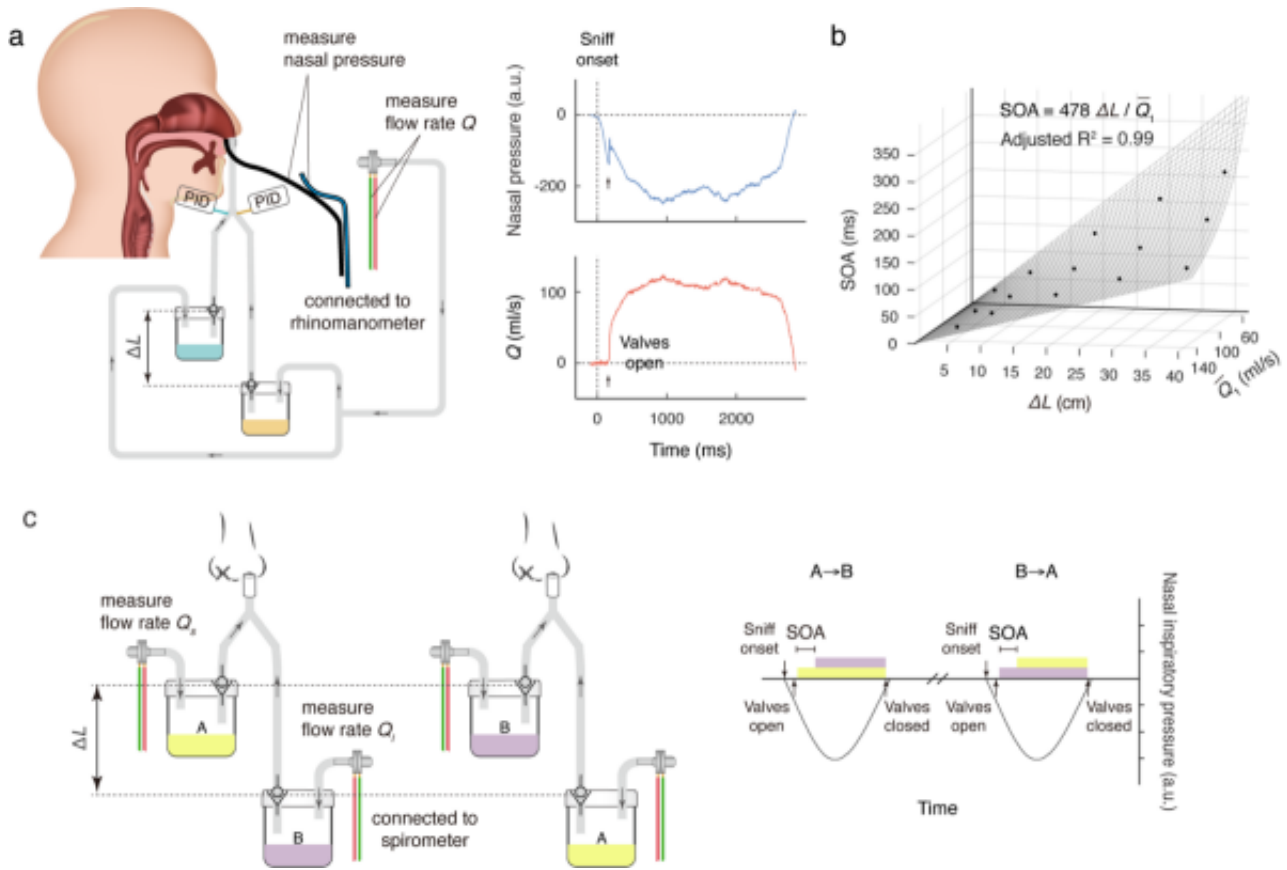 a
measure
nasal pressure
measure
flow rate Q
PID
PID
connected to
rhinomanometer
ΔL
Sniff
onset
Nasal pressure (a.u.)
0
-200
Q (ml/s)
100
0
Valves
open
0
1000
2000
Time (ms)
b
SOA = 478 ΔL / Q̅₁
Adjusted R² = 0.99
SOA (ms)
350
300
250
200
150
100
50
0
5
10
15
20
25
30
35
40
ΔL (cm)
140
100
60
Q̅₁ (ml/s)
c
measure
flow rate Qs
A
ΔL
measure
flow rate Ql
B
connected to
spirometer
B
A
A→B
B→A
Sniff
onset
SOA
Sniff
onset
SOA
Valves
open
Valves
closed
Valves
open
Valves
closed
Time
Nasal inspiratory pressure (a.u.)